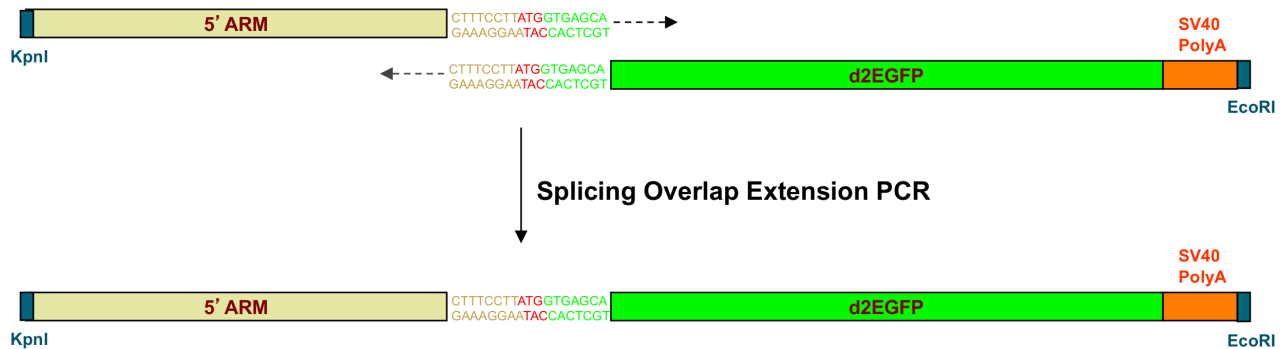 5’ ARM
CTTTCCTTATGGTGAGCA
GAAAGGAATACCACTCGT
KpnI
SV40
PolyA
CTTTCCTTATGGTGAGCA
GAAAGGAATACCACTCGT
d2EGFP
EcoRI
Splicing Overlap Extension PCR
SV40
PolyA
5’ ARM
CTTTCCTTATGGTGAGCA
GAAAGGAATACCACTCGT
d2EGFP
KpnI
EcoRI